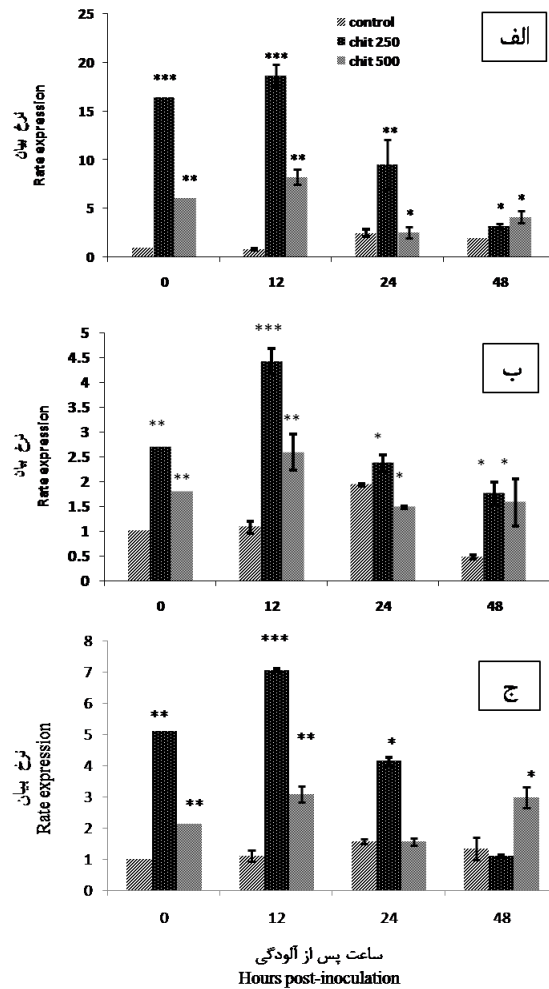 control
chit 250
chit 500
الف
نرخ بیان
Rate expression
25
20
15
10
5
0
***
**
***
**
**
*
*
*
0 12 24 48
ب
نرخ بیان
Rate expression
5
4.5
4
3.5
3
2.5
2
1.5
1
0.5
0
**
**
***
**
*
*
*
*
0 12 24 48
ج
نرخ بیان
Rate expression
8
7
6
5
4
3
2
1
0
**
**
***
**
*
*
0 12 24 48
ساعت پس از آلودگی
Hours post-inoculation